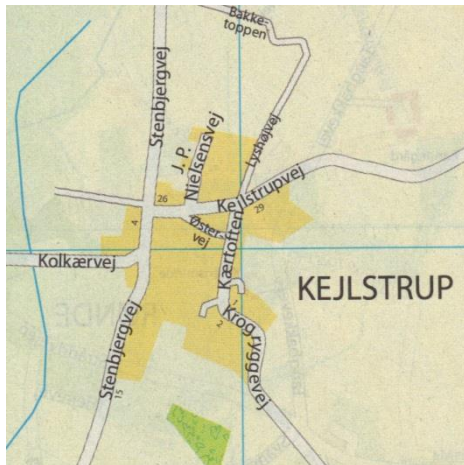 Bakke-
toppen
Stenbjergvej
Lyshøjvej
J. P.
Nielsensvej
26
Kejlstrupvej
29
4
Øster-
vej
Kærtoften
Kolkærvej
KEJLSTRUP
1
2
Krog
ryggevej
Stenbjergvej
15